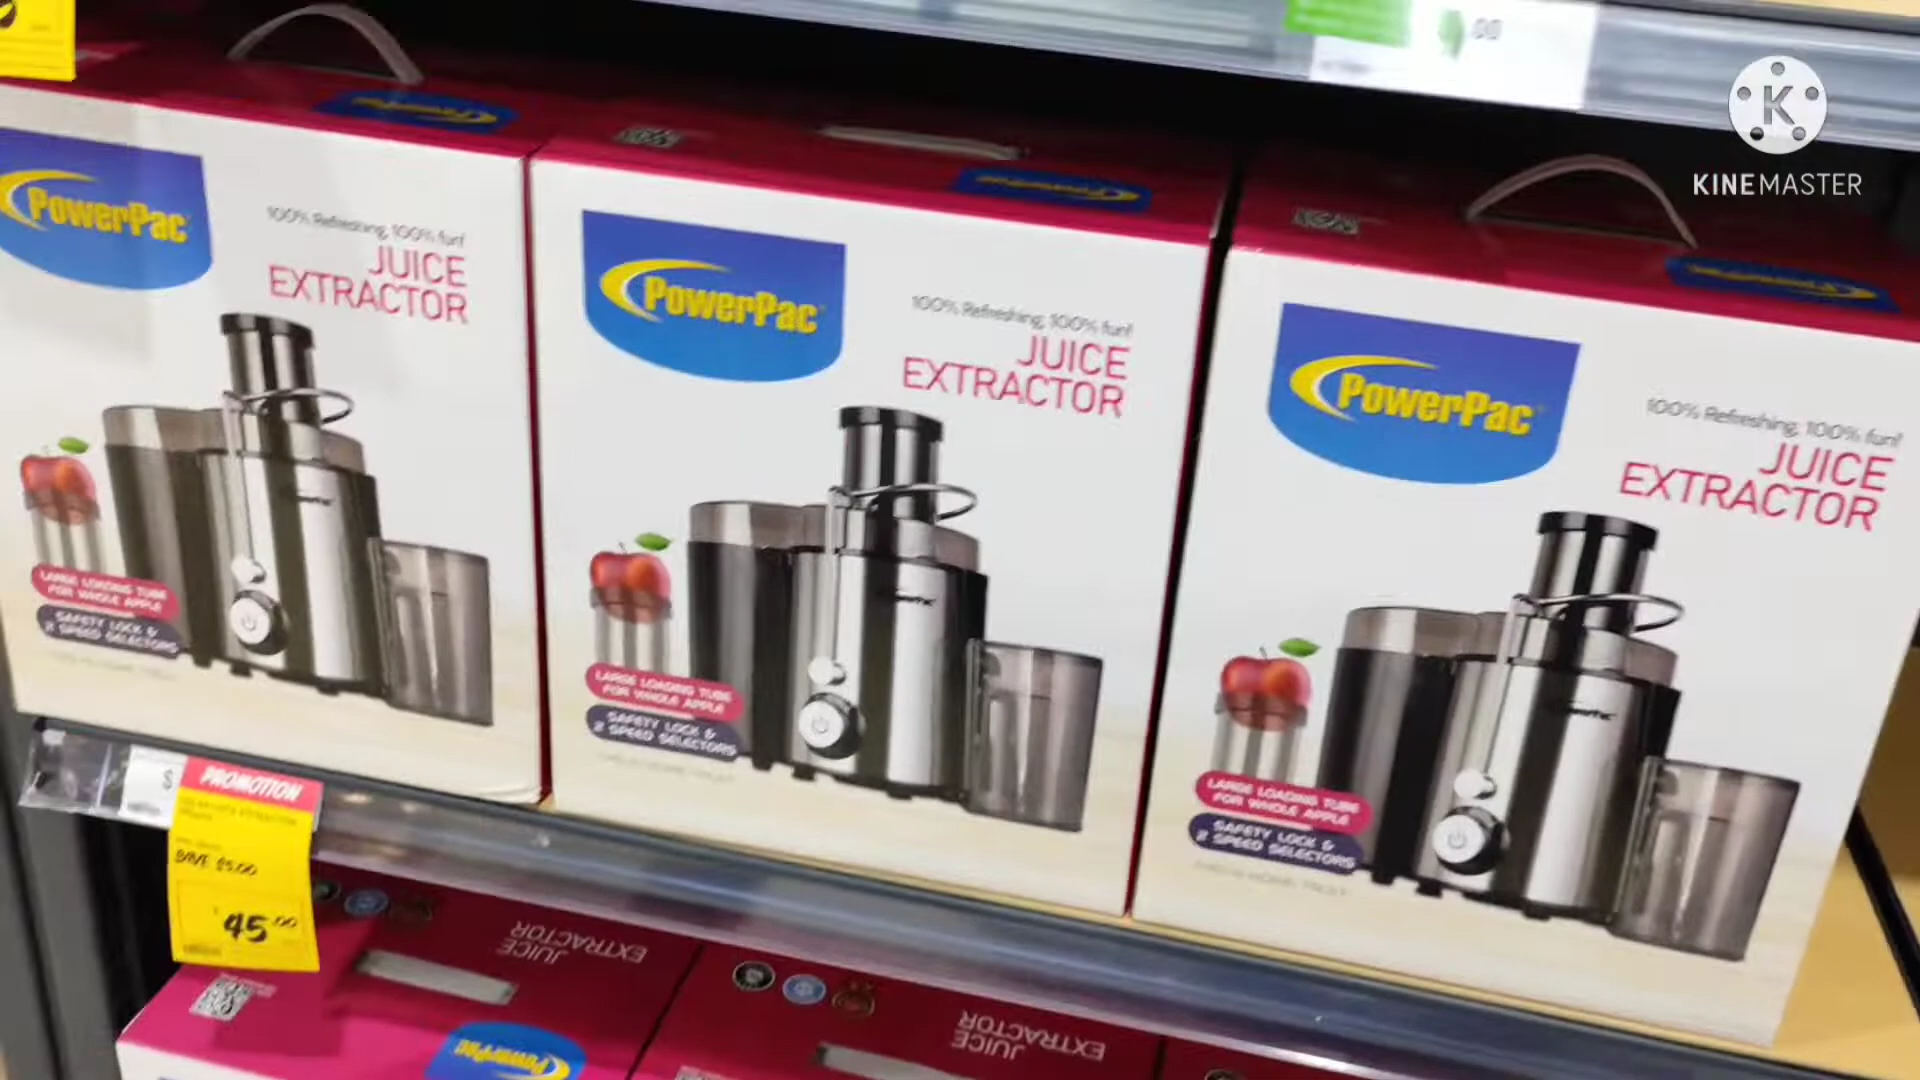 KINEMASTER
PowerPac
100% Refreshing, 100% fun!
JUICE
EXTRACTOR
LARGE LOADING TUBE
FOR WHOLE APPLE
SAFETY LOCK &
2 SPEED SELECTORS
PowerPac
100% Refreshing, 100% fun!
JUICE
EXTRACTOR
LARGE LOADING TUBE
FOR WHOLE APPLE
SAFETY LOCK &
2 SPEED SELECTORS
PowerPac
100% Refreshing, 100% fun!
JUICE
EXTRACTOR
LARGE LOADING TUBE
FOR WHOLE APPLE
SAFETY LOCK &
2 SPEED SELECTORS
$
PROMOTION
SAVE $5.00
45.00
JUICE
EXTRACTOR
PowerPac
JUICE
EXTRACTOR